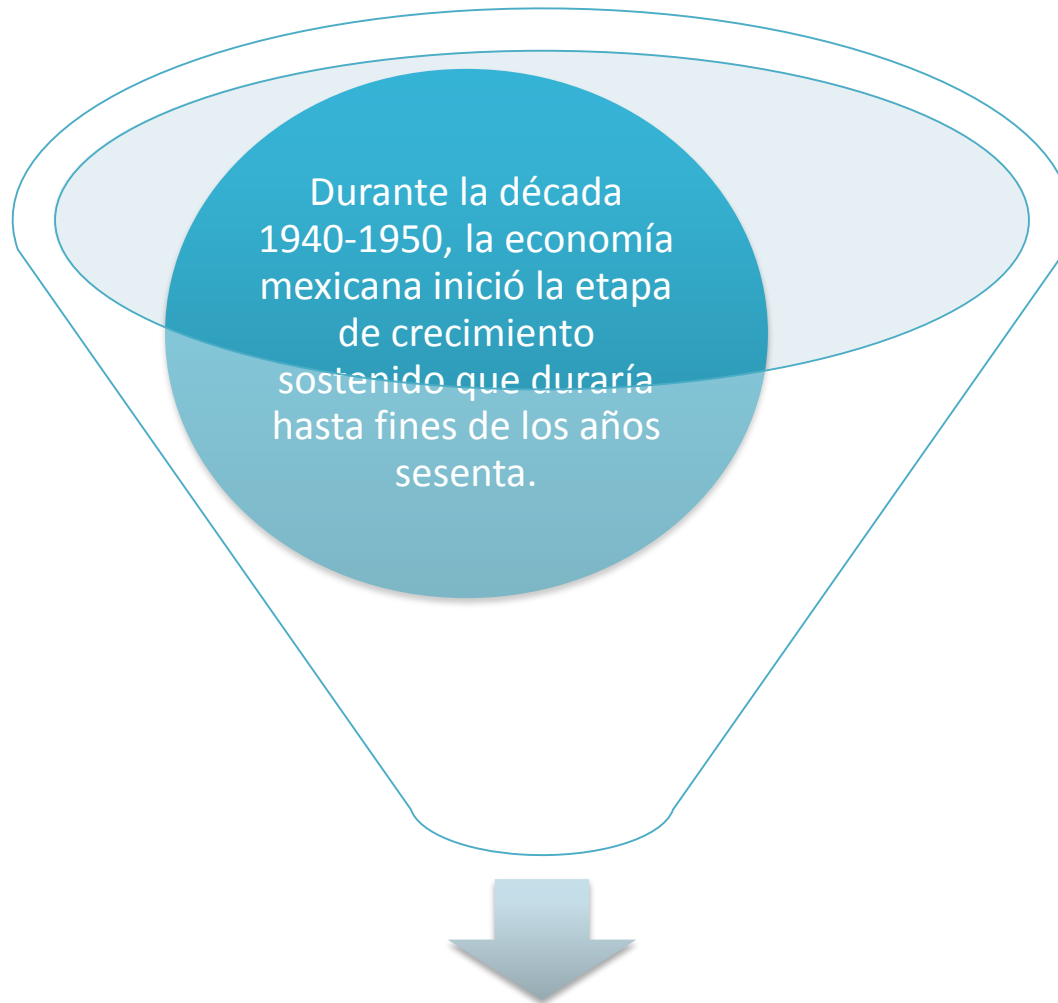 Durante la década
1940-1950, la economía
mexicana inició la etapa
de crecimiento
sostenido que duraría
hasta fines de los años
sesenta.